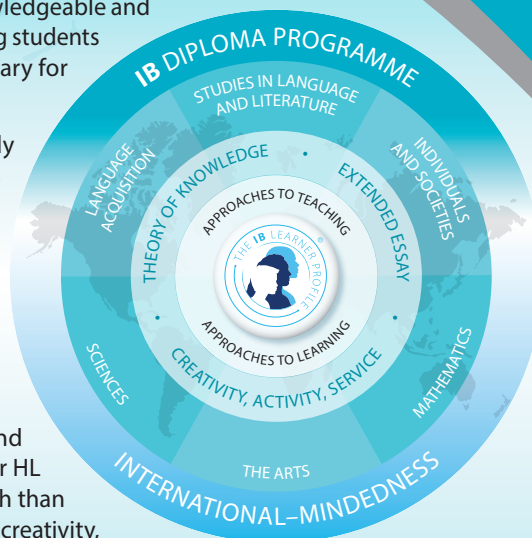 wledgeable and
g students
ary for
ly
nd
r HL
h than
creativity,
IB DIPLOMA PROGRAMME
STUDIES IN LANGUAGE
AND LITERATURE
LANGUAGE
ACQUISITION
INDIVIDUALS
AND SOCIETIES
THEORY OF KNOWLEDGE •
EXTENDED ESSAY •
APPROACHES TO TEACHING
THE IB LEARNER PROFILE ®
APPROACHES TO LEARNING
• CREATIVITY, ACTIVITY, SERVICE
SCIENCES
MATHEMATICS
THE ARTS
INTERNATIONAL–MINDEDNESS